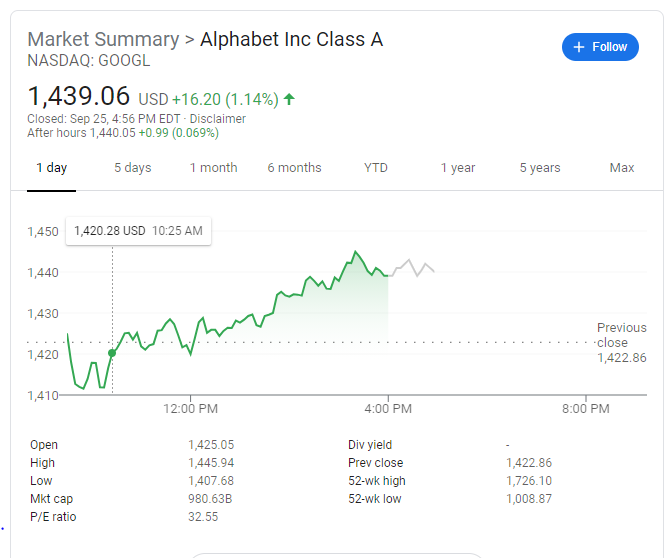 Market Summary > Alphabet Inc Class A
NASDAQ: GOOGL
+ Follow
1,439.06 USD +16.20 (1.14%) ↑
Closed: Sep 25, 4:56 PM EDT · Disclaimer
After hours 1,440.05 +0.99 (0.069%)
1 day 5 days 1 month 6 months YTD 1 year 5 years Max
1,420.28 USD 10:25 AM
1,450
1,440
1,430
1,420
1,410
Previous
close
1,422.86
12:00 PM 4:00 PM 8:00 PM
Open 1,425.05
High 1,445.94
Low 1,407.68
Mkt cap 980.63B
P/E ratio 32.55
Div yield -
Prev close 1,422.86
52-wk high 1,726.10
52-wk low 1,008.87